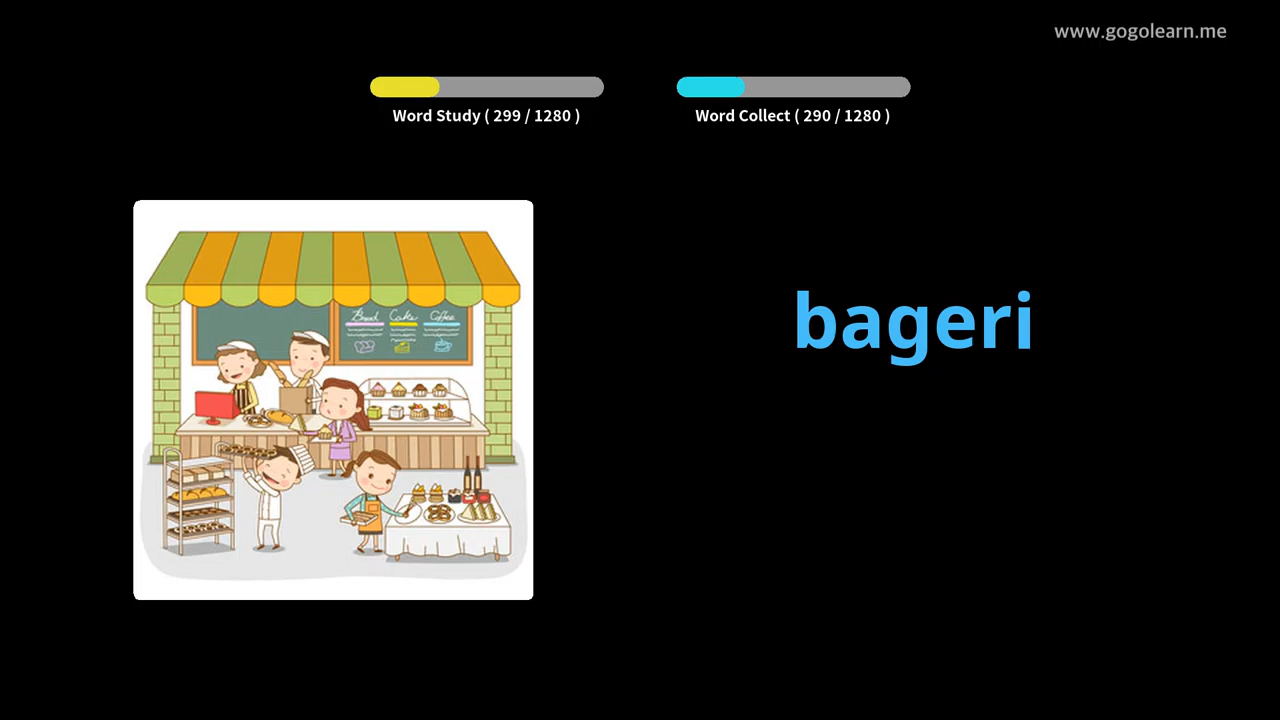 www.gogolearn.me
Word Study ( 299 / 1280 )
Word Collect ( 290 / 1280 )
Bread Cake Coffee
bageri